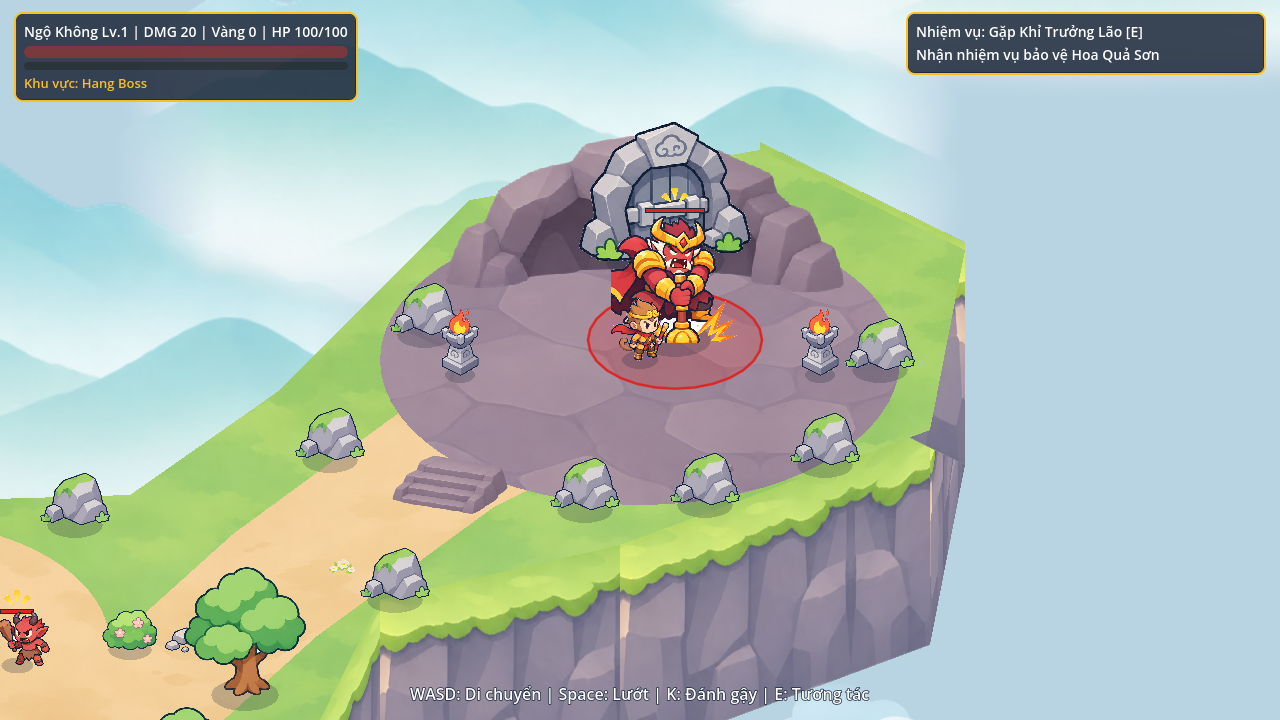 Ngộ Không Lv.1 | DMG 20 | Vàng 0 | HP 100/100
Khu vực: Hang Boss
Nhiệm vụ: Gặp Khỉ Trưởng Lão [E]
Nhận nhiệm vụ bảo vệ Hoa Quả Sơn
WASD: Di chuyển | Space: Lướt | K: Đánh gậy | E: Tương tác